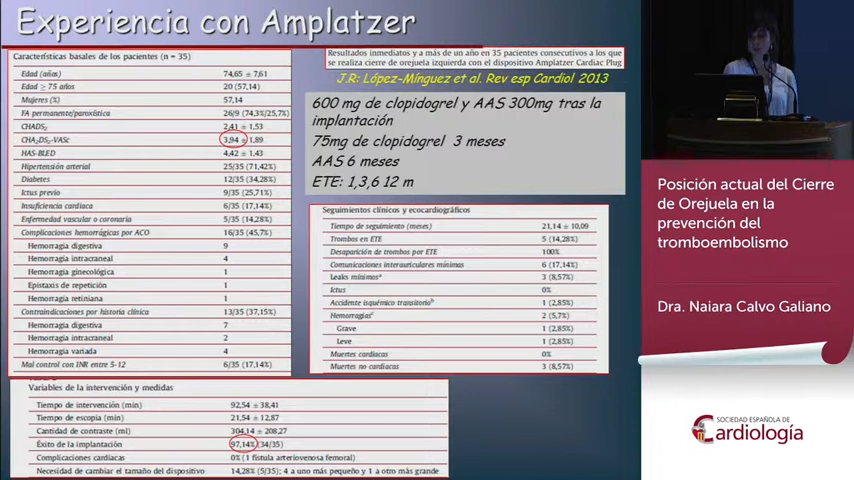 Experiencia con Amplatzer
Características basales de los pacientes (n = 35)
Edad (años) 74,65 ± 7,61
Edad ≥ 75 años 20 (57,14)
Mujeres (%) 57,14
FA permanente/paroxística 26/9 (74,3%/25,7%)
CHADS₂ 2,41 ± 1,53
CHA₂DS₂-VASc 3,94 ± 1,89
HAS-BLED 4,42 ± 1,43
Hipertensión arterial 25/35 (71,42%)
Diabetes 12/35 (34,28%)
Ictus previo 9/35 (25,71%)
Insuficiencia cardiaca 6/35 (17,14%)
Enfermedad vascular o coronaria 5/35 (14,28%)
Complicaciones hemorrágicas por ACO 16/35 (45,7%)
Hemorragia digestiva 9
Hemorragia intracraneal 4
Hemorragia ginecológica 1
Epistaxis de repetición 1
Hemorragia retiniana 1
Contraindicaciones por historia clínica 13/35 (37,15%)
Hemorragia digestiva 7
Hemorragia intracraneal 2
Hemorragia variada 4
Mal control con INR entre 5-12 6/35 (17,14%)
Resultados inmediatos y a más de un año en 35 pacientes consecutivos a los que
se realiza cierre de orejuela izquierda con el dispositivo Amplatzer Cardiac Plug
J.R: López-Mínguez et al. Rev esp Cardiol 2013
600 mg de clopidogrel y AAS 300mg tras la
implantación
75mg de clopidogrel 3 meses
AAS 6 meses
ETE: 1,3,6 12 m
Seguimientos clínicos y ecocardiográficos
Tiempo de seguimiento (meses) 21,14 ± 10,09
Trombos en ETE 5 (14,28%)
Desaparición de trombos por ETE 100%
Comunicaciones interauriculares mínimas 6 (17,14%)
Leaks mínimosᵃ 3 (8,57%)
Ictus 0%
Accidente isquémico transitorioᵇ 1 (2,85%)
Hemorragiasᶜ 2 (5,7%)
Grave 1 (2,85%)
Leve 1 (2,85%)
Muertes cardiacas 0%
Muertes no cardiacas 3 (8,57%)
Variables de la intervención y medidas
Tiempo de intervención (min) 92,54 ± 38,41
Tiempo de escopia (min) 21,54 ± 12,87
Cantidad de contraste (ml) 304,14 ± 208,27
Éxito de la implantación 97,14% (34/35)
Complicaciones cardiacas 0% (1 fístula arteriovenosa femoral)
Necesidad de cambiar el tamaño del dispositivo 14,28% (5/35); 4 a uno más pequeño y 1 a otro más grande
Posición actual del Cierre
de Orejuela en la
prevención del
tromboembolismo
Dra. Naiara Calvo Galiano
SOCIEDAD ESPAÑOLA DE
Cardiología